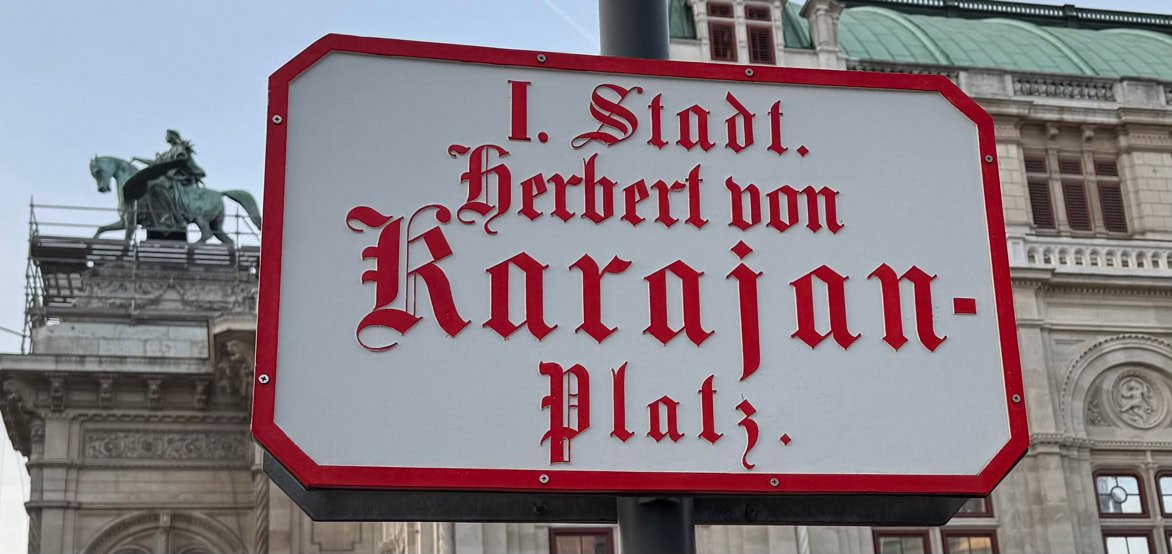 I. Stadt.
Herbert von
Karajan-
Platz.